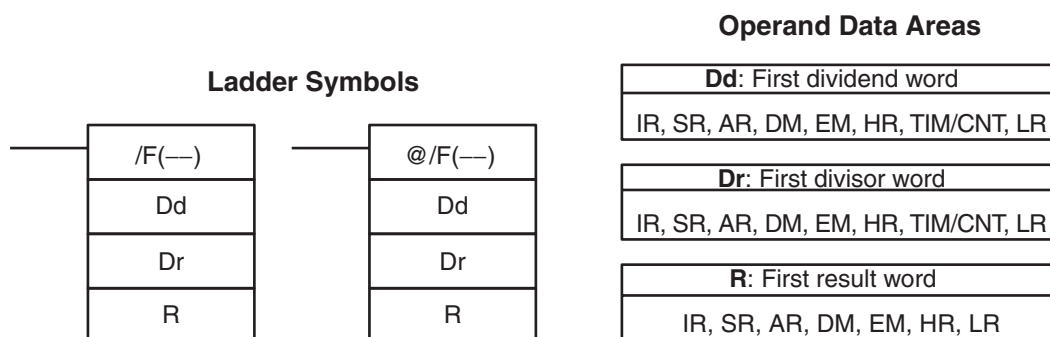 Ladder Symbols
/F(––)
Dd
Dr
R
@/F(––)
Dd
Dr
R
Operand Data Areas
Dd: First dividend word
IR, SR, AR, DM, EM, HR, TIM/CNT, LR
Dr: First divisor word
IR, SR, AR, DM, EM, HR, TIM/CNT, LR
R: First result word
IR, SR, AR, DM, EM, HR, LR